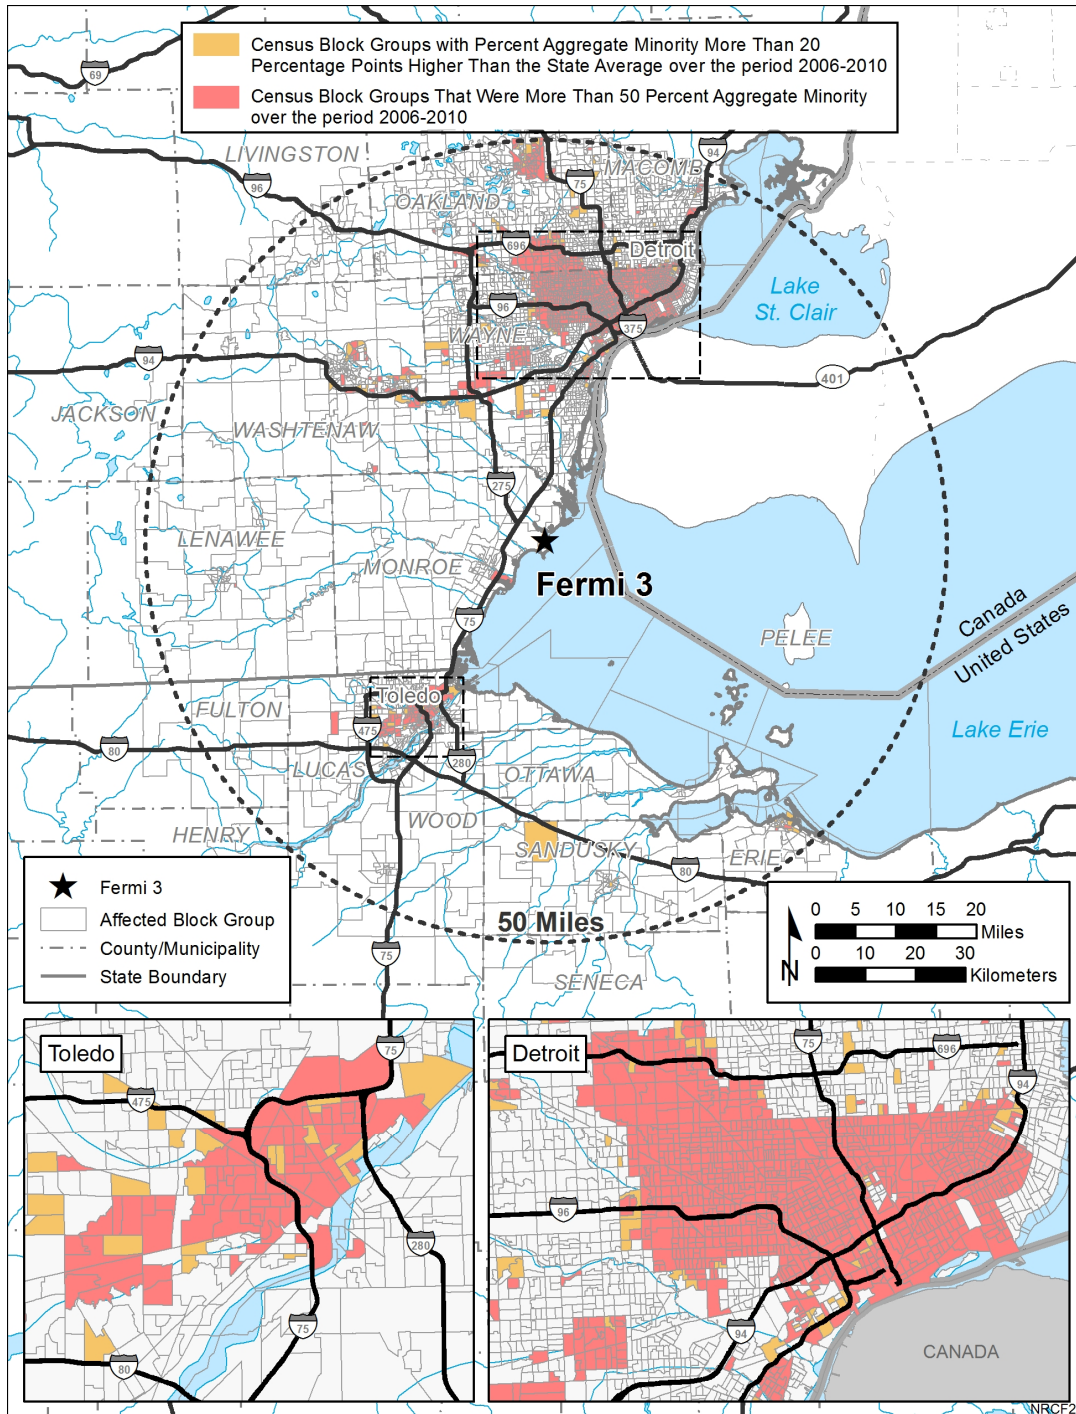 Census Block Groups with Percent Aggregate Minority More Than 20
Percentage Points Higher Than the State Average over the period 2006-2010
Census Block Groups That Were More Than 50 Percent Aggregate Minority
over the period 2006-2010
69
94
LIVINGSTON
MACOMB
96
75
OAKLAND
696
Detroit
Lake
St. Clair
96
375
WAYNE
94
401
JACKSON
WASHTENAW
275
LENAWEE
MONROE
Fermi 3
75
PELEE
Canada
United States
Toledo
FULTON
475
Lake Erie
80
280
LUCAS
OTTAWA
WOOD
HENRY
SANDUSKY
ERIE
80
50 Miles
75
SENECA
Fermi 3
Affected Block Group
County/Municipality
State Boundary
0 5 10 15 20
Miles
0 10 20 30
Kilometers
N
Toledo
75
475
280
75
80
Detroit
75
696
94
96
94
CANADA
NRCF2